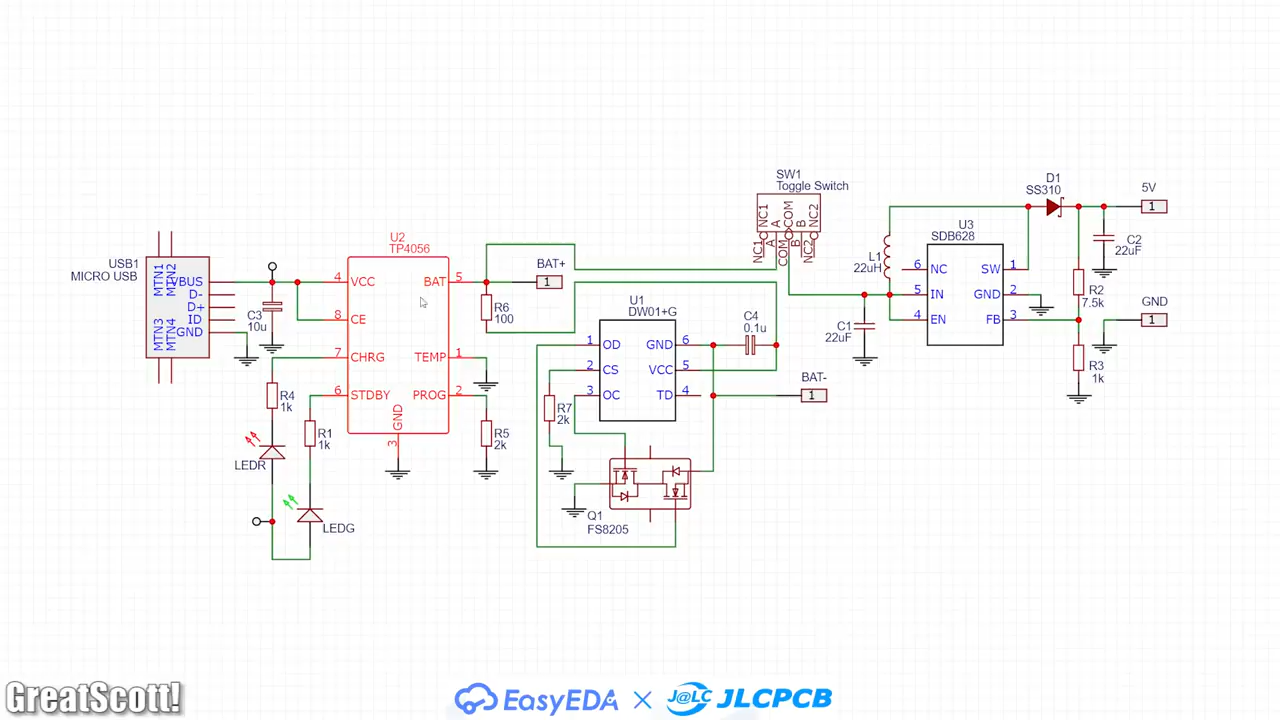 USB1
MICRO USB
MTN1
MTN2
MTN3
MTN4
VBUS
D-
D+
ID
GND
C3
10u
U2
TP4056
4 VCC
8 CE
7 CHRG
6 STDBY
BAT 5
TEMP 1
PROG 2
GND
3
R4
1k
R1
1k
LEDR
LEDG
R6
100
R5
2k
BAT+
1
U1
DW01+G
1 OD
2 CS
3 OC
GND 6
VCC 5
TD 4
R7
2k
C4
0.1u
BAT-
1
Q1
FS8205
SW1
Toggle Switch
NC1
A
COM
B
NC2
NC1
A
COM
B
NC2
L1
22uH
C1
22uF
U3
SDB628
6 NC
5 IN
4 EN
SW 1
GND 2
FB 3
D1
SS310
5V
1
C2
22uF
R2
7.5k
GND
1
R3
1k
GreatScott!
EasyEDA × J@LC JLCPCB